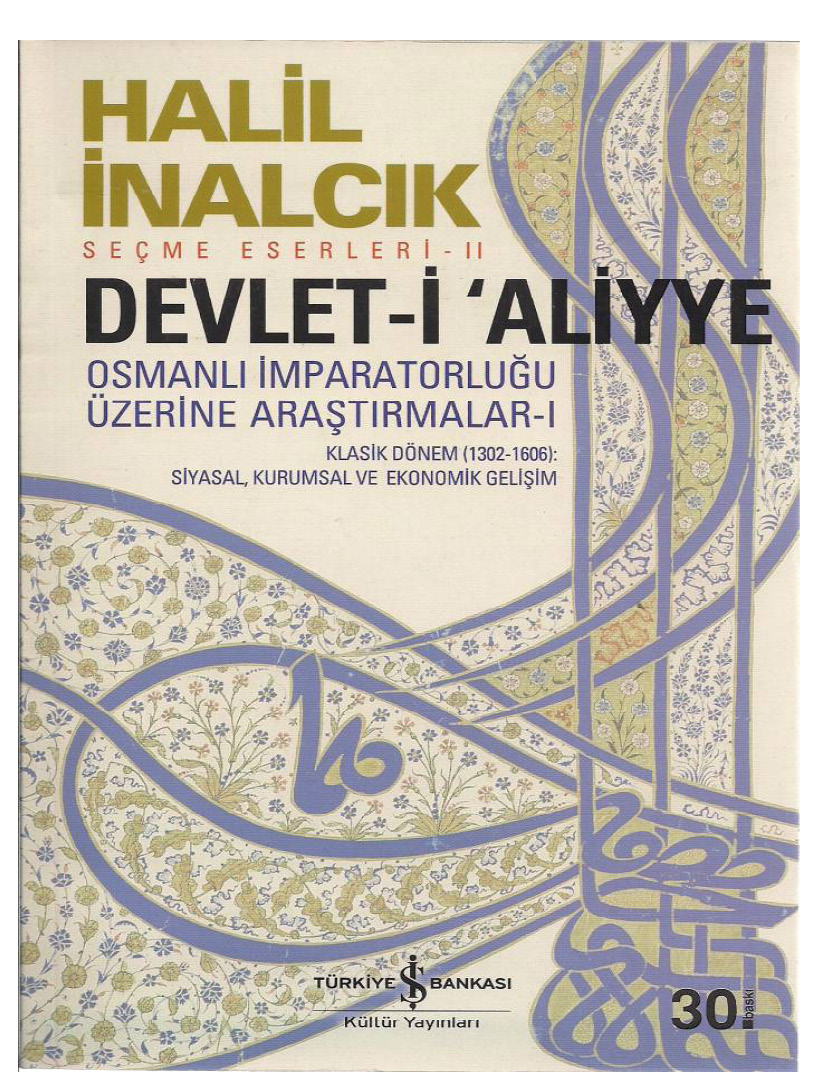 HALİL
İNALCIK
SEÇME ESERLERİ-II
DEVLET-İ ‘ALİYYE
OSMANLI İMPARATORLUĞU
ÜZERİNE ARAŞTIRMALAR-I
KLASİK DÖNEM (1302-1606):
SİYASAL, KURUMSAL VE EKONOMİK GELİŞİM
TÜRKİYE İŞ BANKASI
Kültür Yayınları
30. baskı